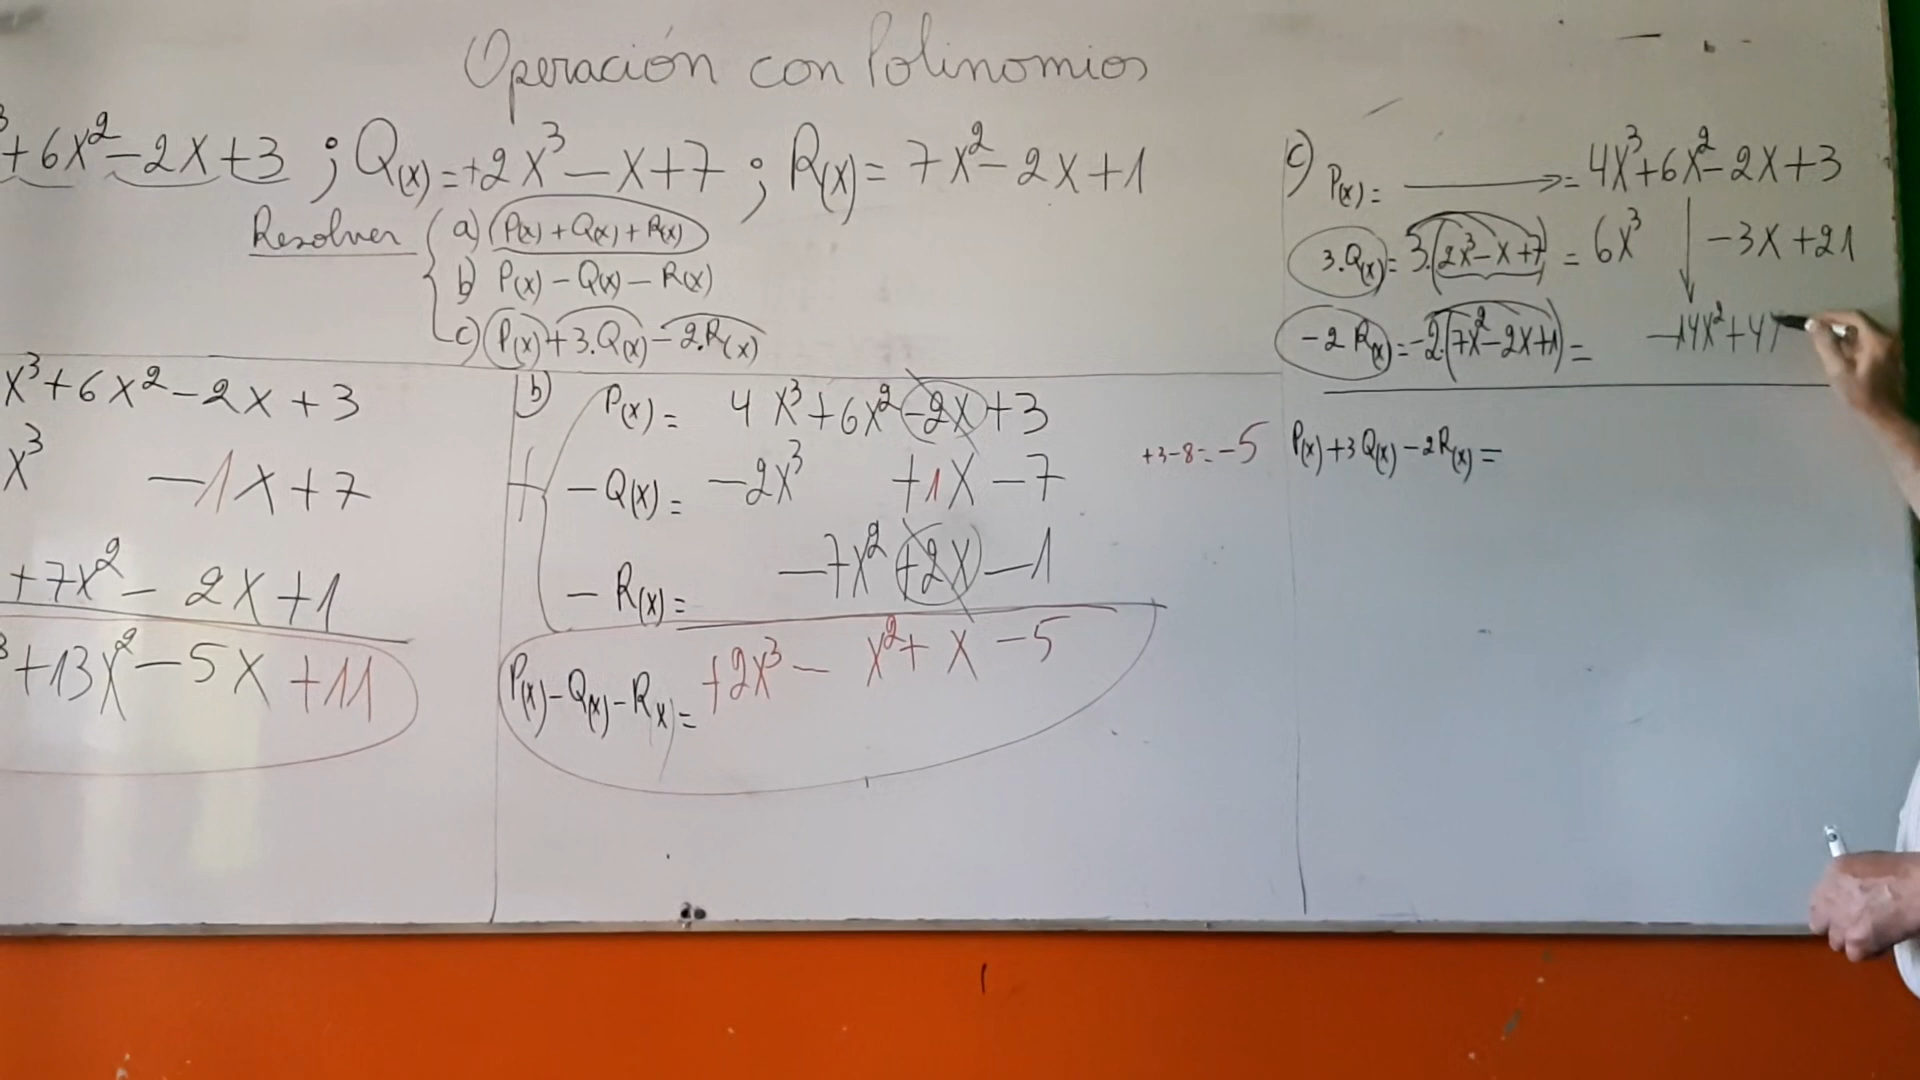 Operación con Polinomios
³+6x²-2x+3 ; Q(x)=+2x³-x+7 ; R(x)= 7x²-2x+1
Resolver
a) P(x)+Q(x)+R(x)
b) P(x)-Q(x)-R(x)
c) P(x)+3.Q(x)-2.R(x)
x³+6x²-2x+3
x³ -1x+7
+7x²-2x+1
³+13x²-5x+11
b) P(x)= 4x³+6x²-2x+3
-Q(x)= -2x³ +1x-7
-R(x)= -7x²+2x-1
P(x)-Q(x)-R(x)= +2x³-x²+x-5
+3-8=-5
c) P(x)= = 4x³+6x²-2x+3
3.Q(x)= 3.(2x³-x+7) = 6x³ -3x+21
-2R(x)=-2.(7x²-2x+1)= -14x²+4x
P(x)+3Q(x)-2R(x)=